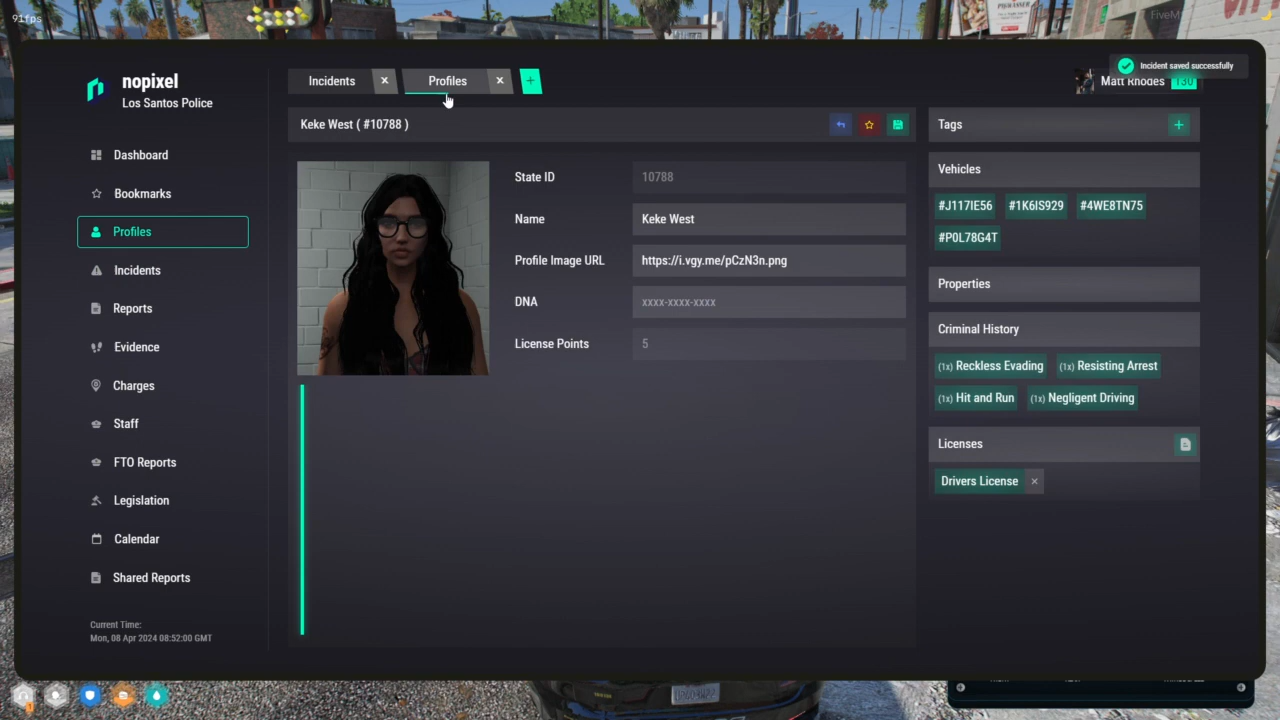 91fps
FiveM
nopixel
Los Santos Police
Incidents
Profiles
Incident saved successfully
Matt Rhodes 130
Keke West ( #10788 )
Tags
Dashboard
Bookmarks
Profiles
Incidents
Reports
Evidence
Charges
Staff
FTO Reports
Legislation
Calendar
Shared Reports
Current Time:
Mon, 08 Apr 2024 08:52:00 GMT
State ID 10788
Name Keke West
Profile Image URL https://i.vgy.me/pCzN3n.png
DNA xxxx-xxxx-xxxx
License Points 5
Vehicles
#J117IE56 #1K6IS929 #4WE8TN75
#P0L78G4T
Properties
Criminal History
(1x) Reckless Evading (1x) Resisting Arrest
(1x) Hit and Run (1x) Negligent Driving
Licenses
Drivers License